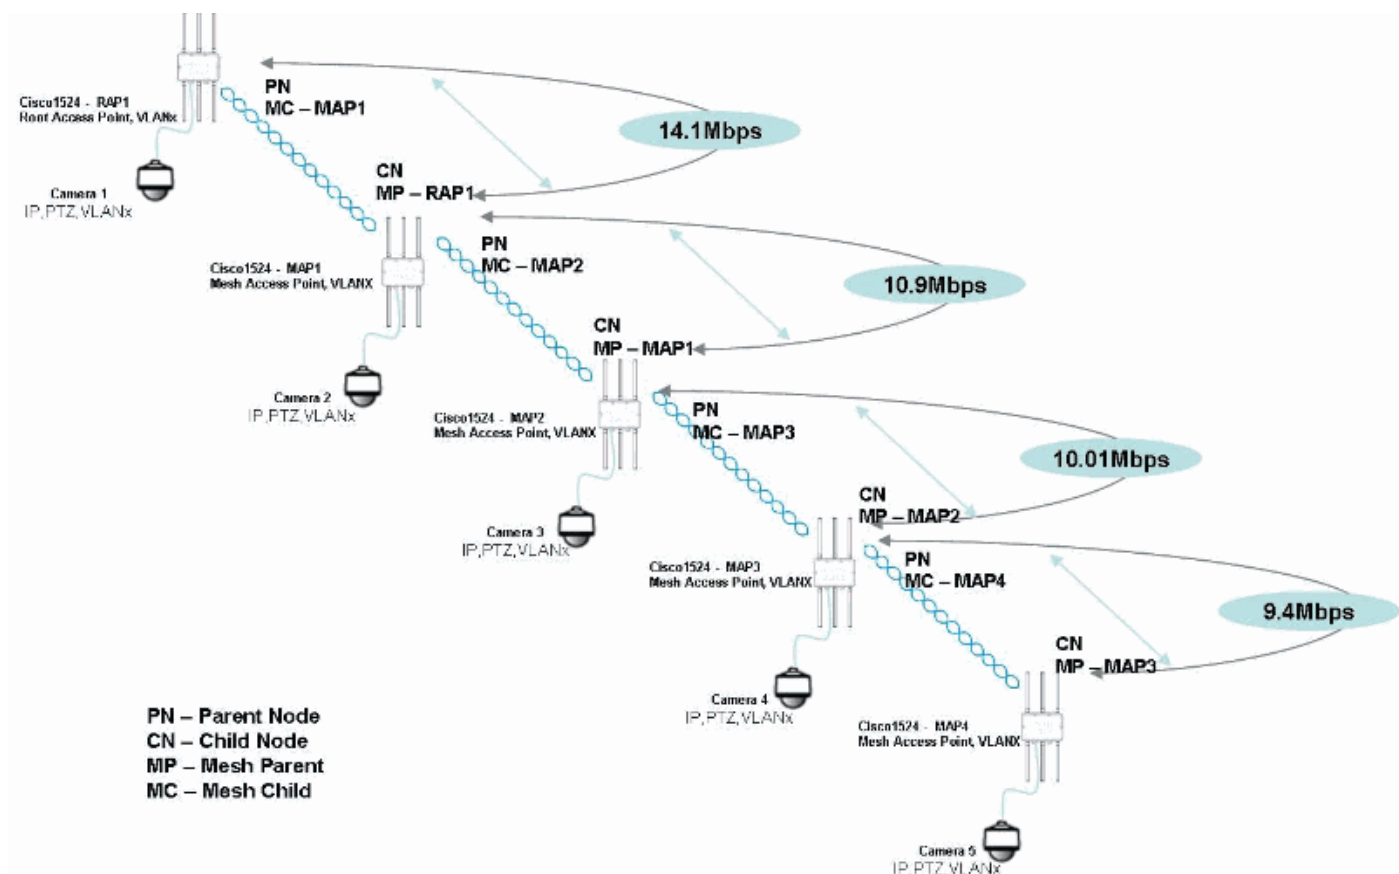 PN
MC – MAP1
Cisco1524 - RAP1
Root Access Point, VLANx
14.1Mbps
Camera 1
IP,PTZ,VLANx
CN
MP – RAP1
PN
MC – MAP2
Cisco1524 - MAP1
Mesh Access Point, VLANX
10.9Mbps
CN
MP – MAP1
Camera 2
IP,PTZ,VLANx
PN
MC – MAP3
Cisco1524 - MAP2
Mesh Access Point, VLANX
10.01Mbps
CN
MP – MAP2
Camera 3
IP,PTZ,VLANx
PN
MC – MAP4
Cisco1524 - MAP3
Mesh Access Point, VLANX
9.4Mbps
CN
MP – MAP3
Camera 4
IP,PTZ,VLANx
Cisco1524 - MAP4
Mesh Access Point, VLANX
PN – Parent Node
CN – Child Node
MP – Mesh Parent
MC – Mesh Child
Camera 5
IP,PTZ,VLANx